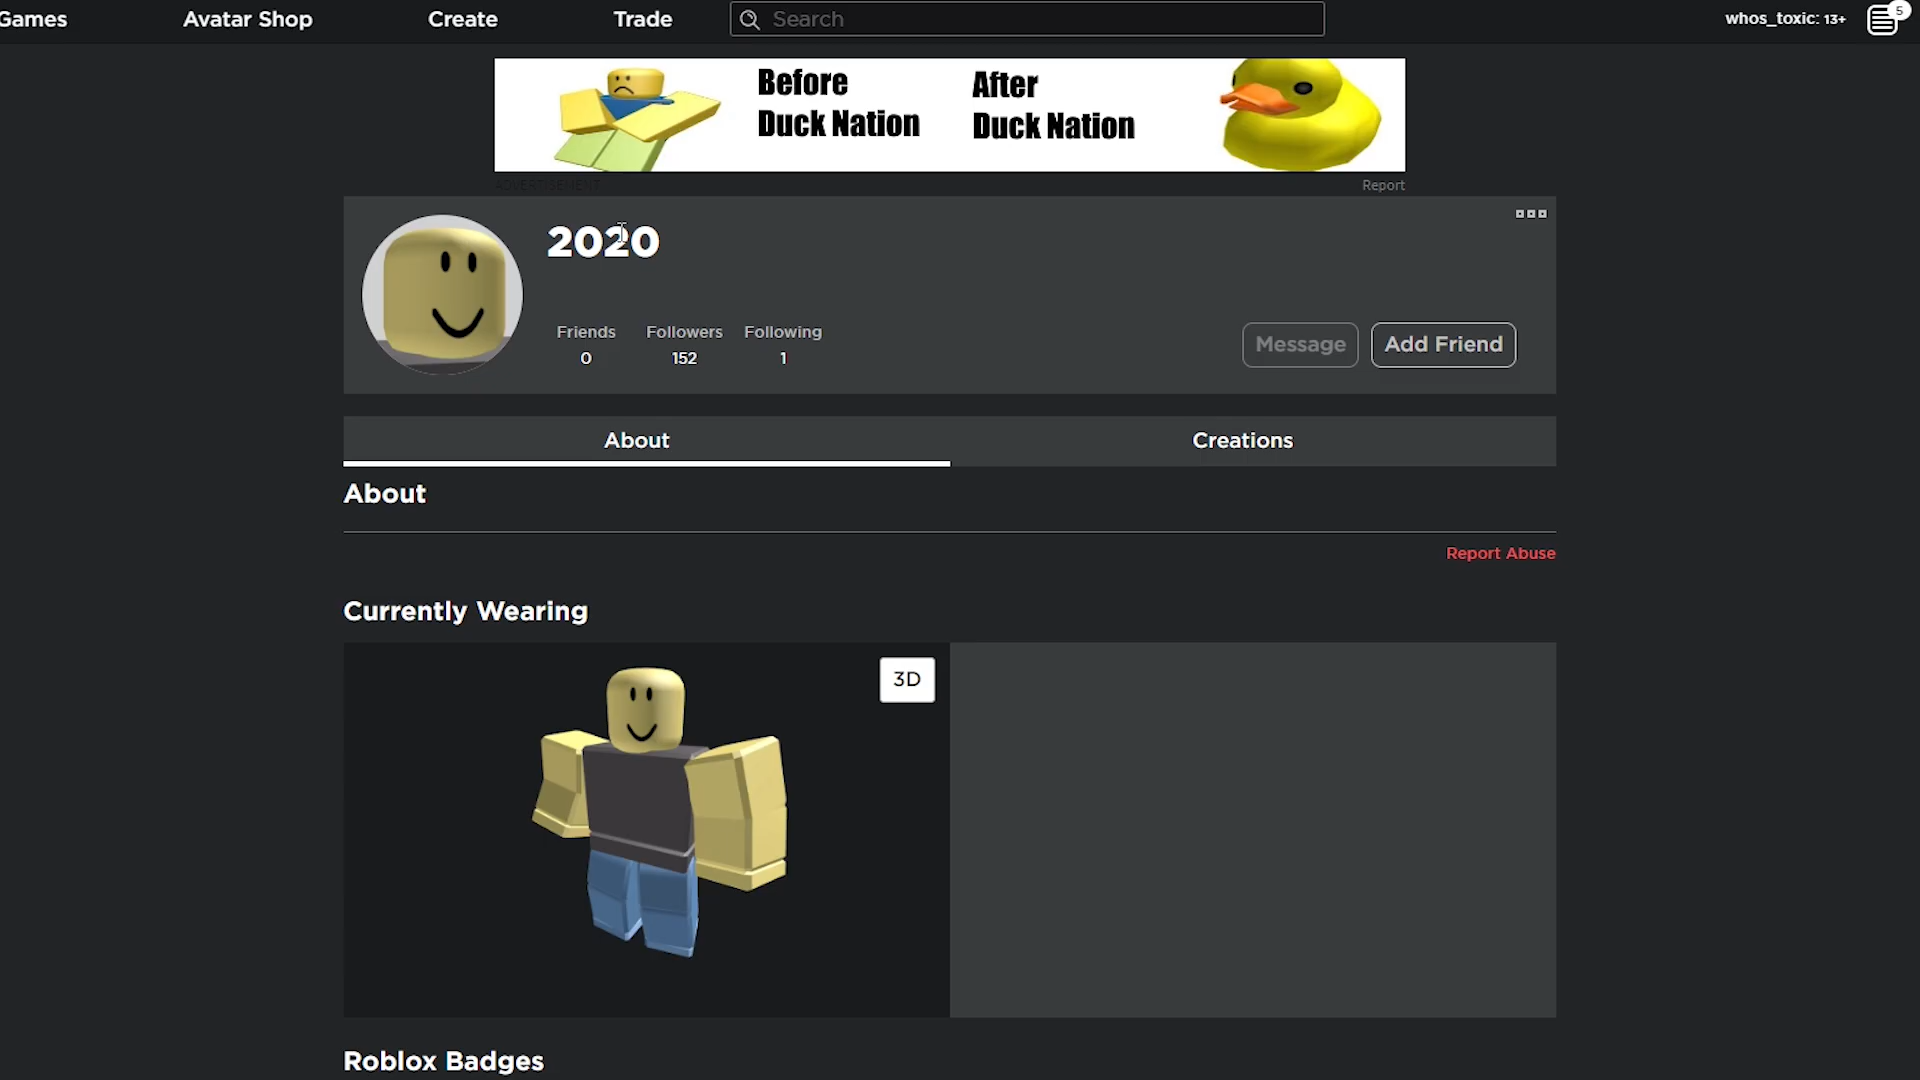 Games Avatar Shop Create Trade Search whos_toxic: 13+ 5
Before After
Duck Nation Duck Nation
ADVERTISEMENT Report
2020
Friends Followers Following
0 152 1
Message Add Friend
About Creations
About
Report Abuse
Currently Wearing
3D
Roblox Badges